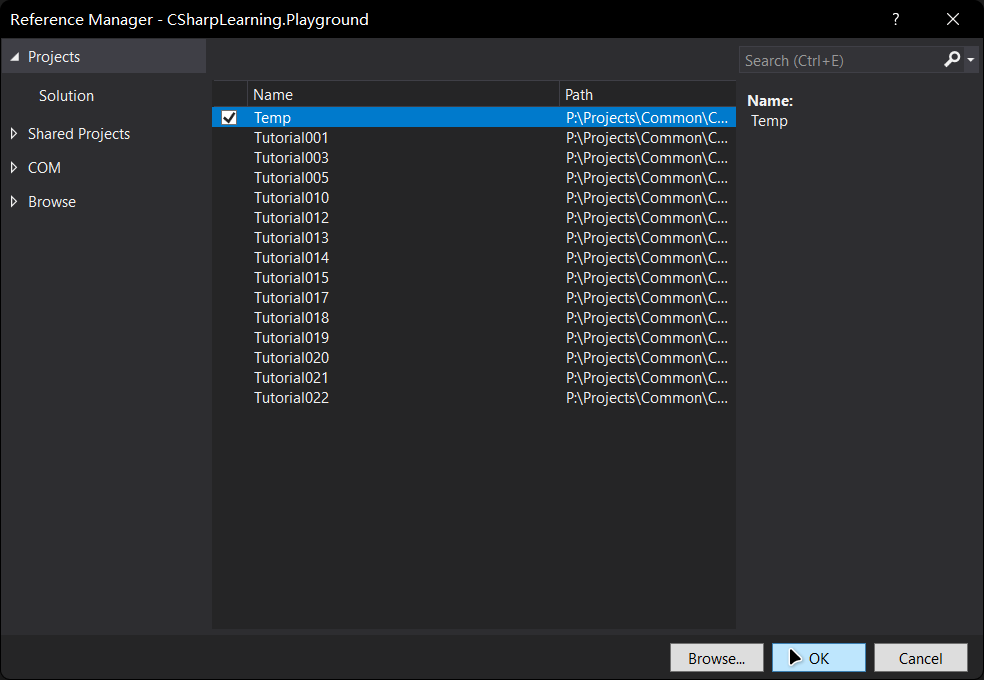 Reference Manager - CSharpLearning.Playground ?
Projects
Solution
Shared Projects
COM
Browse
Name Path
Temp P:\Projects\Common\C...
Tutorial001 P:\Projects\Common\C...
Tutorial003 P:\Projects\Common\C...
Tutorial005 P:\Projects\Common\C...
Tutorial010 P:\Projects\Common\C...
Tutorial012 P:\Projects\Common\C...
Tutorial013 P:\Projects\Common\C...
Tutorial014 P:\Projects\Common\C...
Tutorial015 P:\Projects\Common\C...
Tutorial017 P:\Projects\Common\C...
Tutorial018 P:\Projects\Common\C...
Tutorial019 P:\Projects\Common\C...
Tutorial020 P:\Projects\Common\C...
Tutorial021 P:\Projects\Common\C...
Tutorial022 P:\Projects\Common\C...
Search (Ctrl+E)
Name:
Temp
Browse... OK Cancel